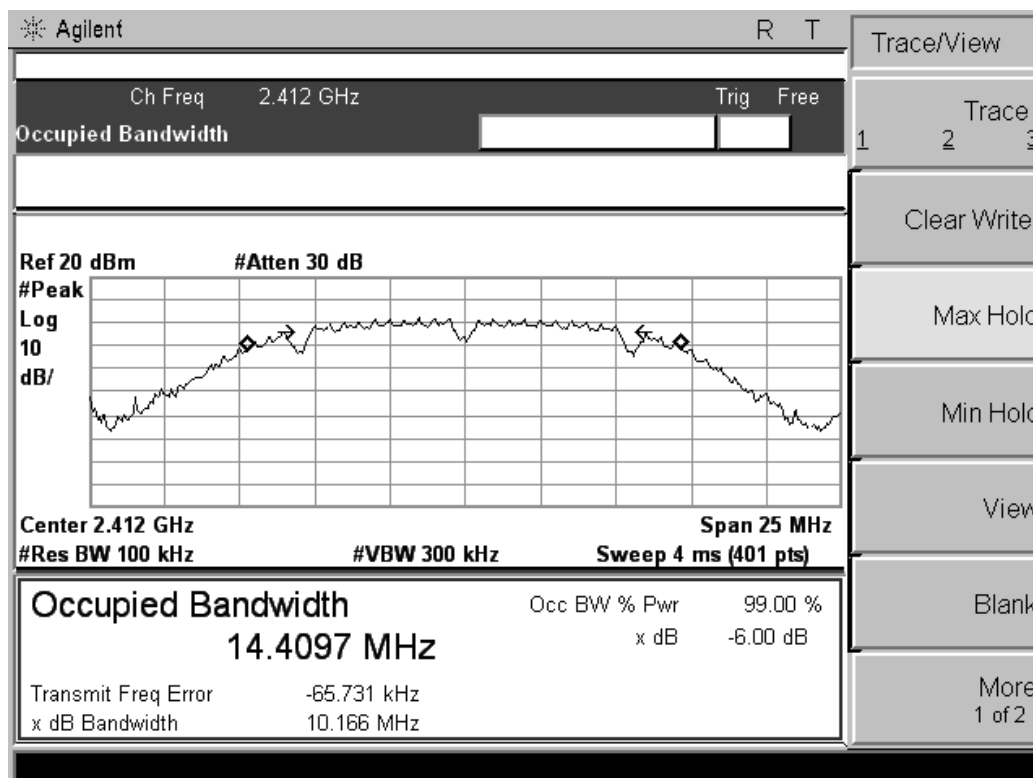 Agilent R T
Trace/View
Ch Freq 2.412 GHz Trig Free
Occupied Bandwidth
Trace
1 2 3
Clear Write
Ref 20 dBm #Atten 30 dB
#Peak
Log
10
dB/
Max Hold
Min Hold
View
Center 2.412 GHz Span 25 MHz
#Res BW 100 kHz #VBW 300 kHz Sweep 4 ms (401 pts)
Occupied Bandwidth
14.4097 MHz
Occ BW % Pwr 99.00 %
x dB -6.00 dB
Transmit Freq Error -65.731 kHz
x dB Bandwidth 10.166 MHz
Blank
More
1 of 2